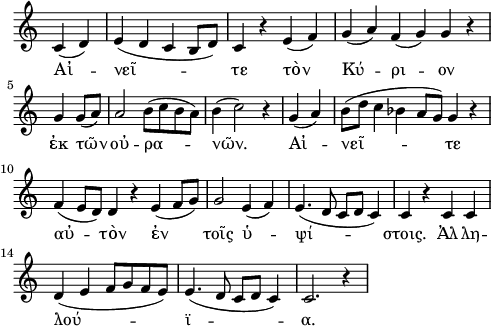 Αἰ -- νεῖ -- τε τὸν Κύ -- ρι -- ον
5
ἐκ τῶν οὐ -- ρα -- νῶν. Αἰ -- νεῖ -- τε
10
αὐ -- τὸν ἐν τοῖς ὑ -- ψί -- στοις. Ἀλ -- λη --
14
λού -- ϊ -- α.